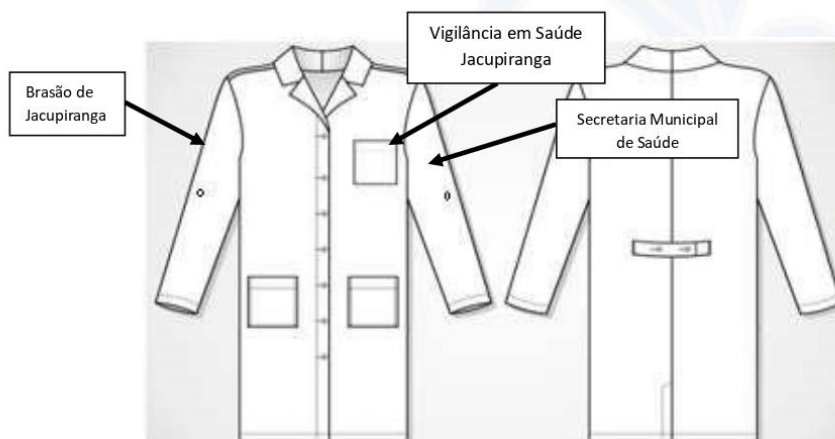 Vigilância em Saúde
Jacupiranga
Brasão de
Jacupiranga
Secretaria Municipal
de Saúde